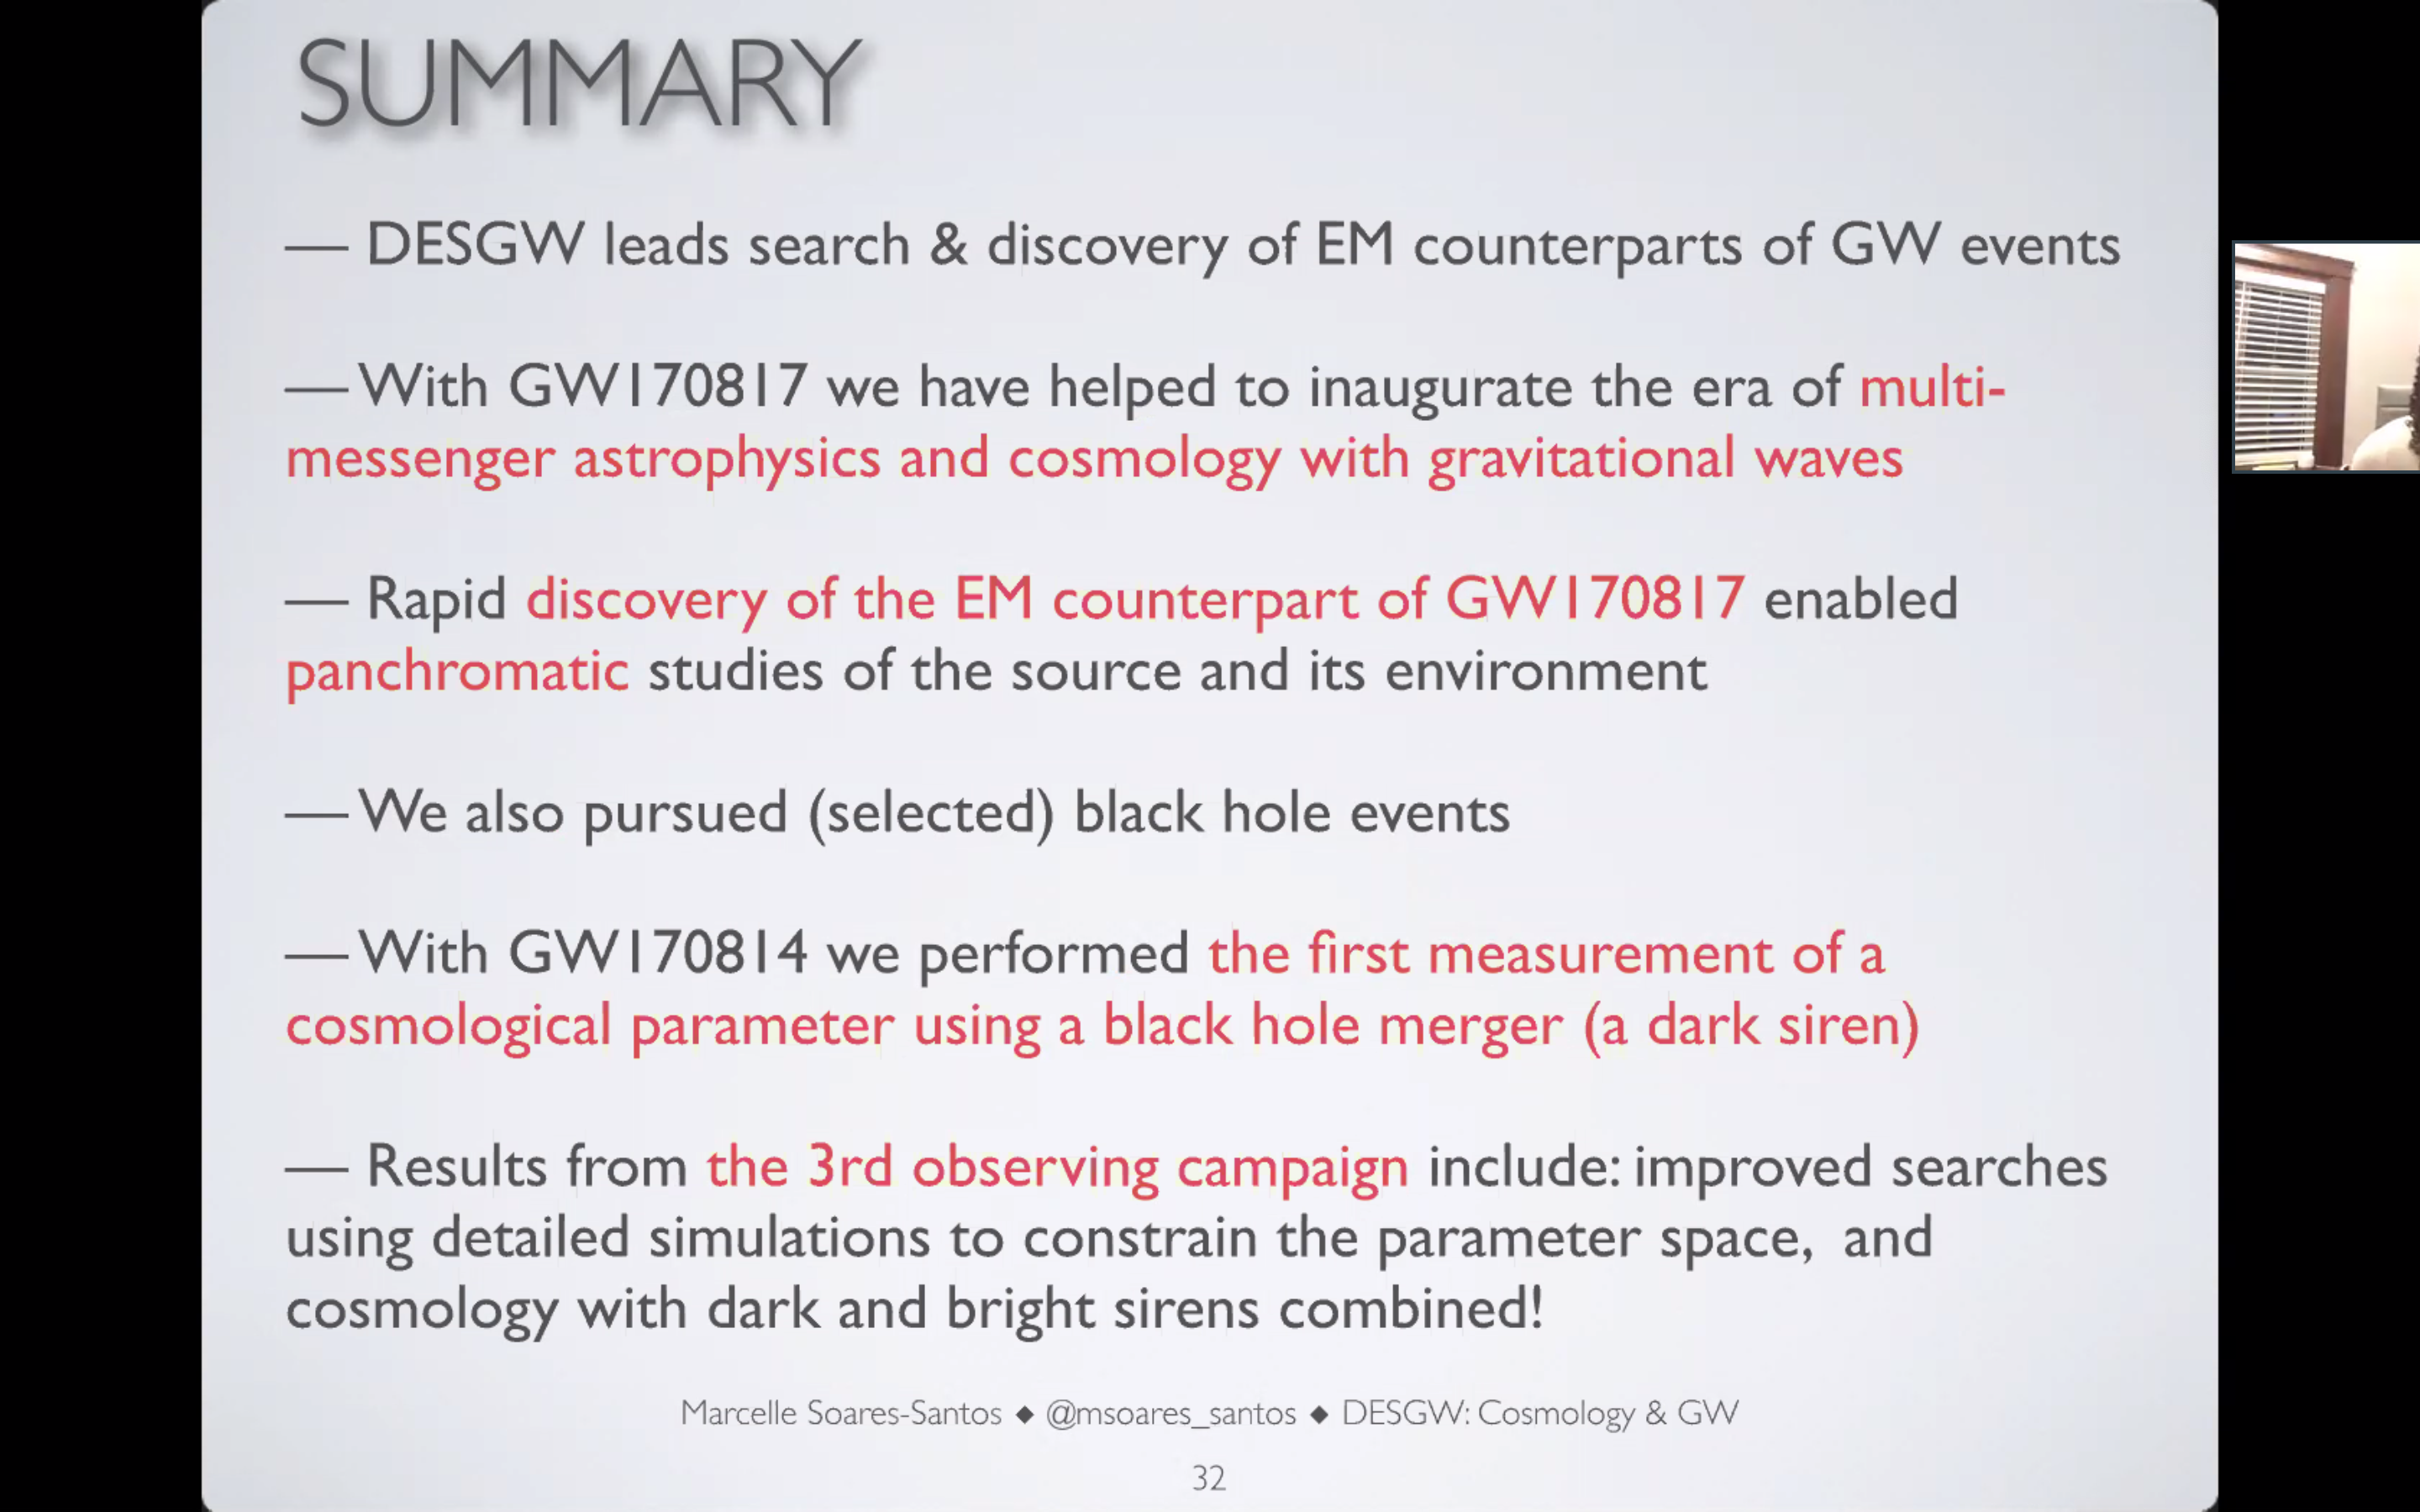 SUMMARY
— DESGW leads search & discovery of EM counterparts of GW events
— With GW170817 we have helped to inaugurate the era of multi-
messenger astrophysics and cosmology with gravitational waves
— Rapid discovery of the EM counterpart of GW170817 enabled
panchromatic studies of the source and its environment
— We also pursued (selected) black hole events
— With GW170814 we performed the first measurement of a
cosmological parameter using a black hole merger (a dark siren)
— Results from the 3rd observing campaign include: improved searches
using detailed simulations to constrain the parameter space, and
cosmology with dark and bright sirens combined!
Marcelle Soares-Santos ◆ @msoares_santos ◆ DESGW: Cosmology & GW
32